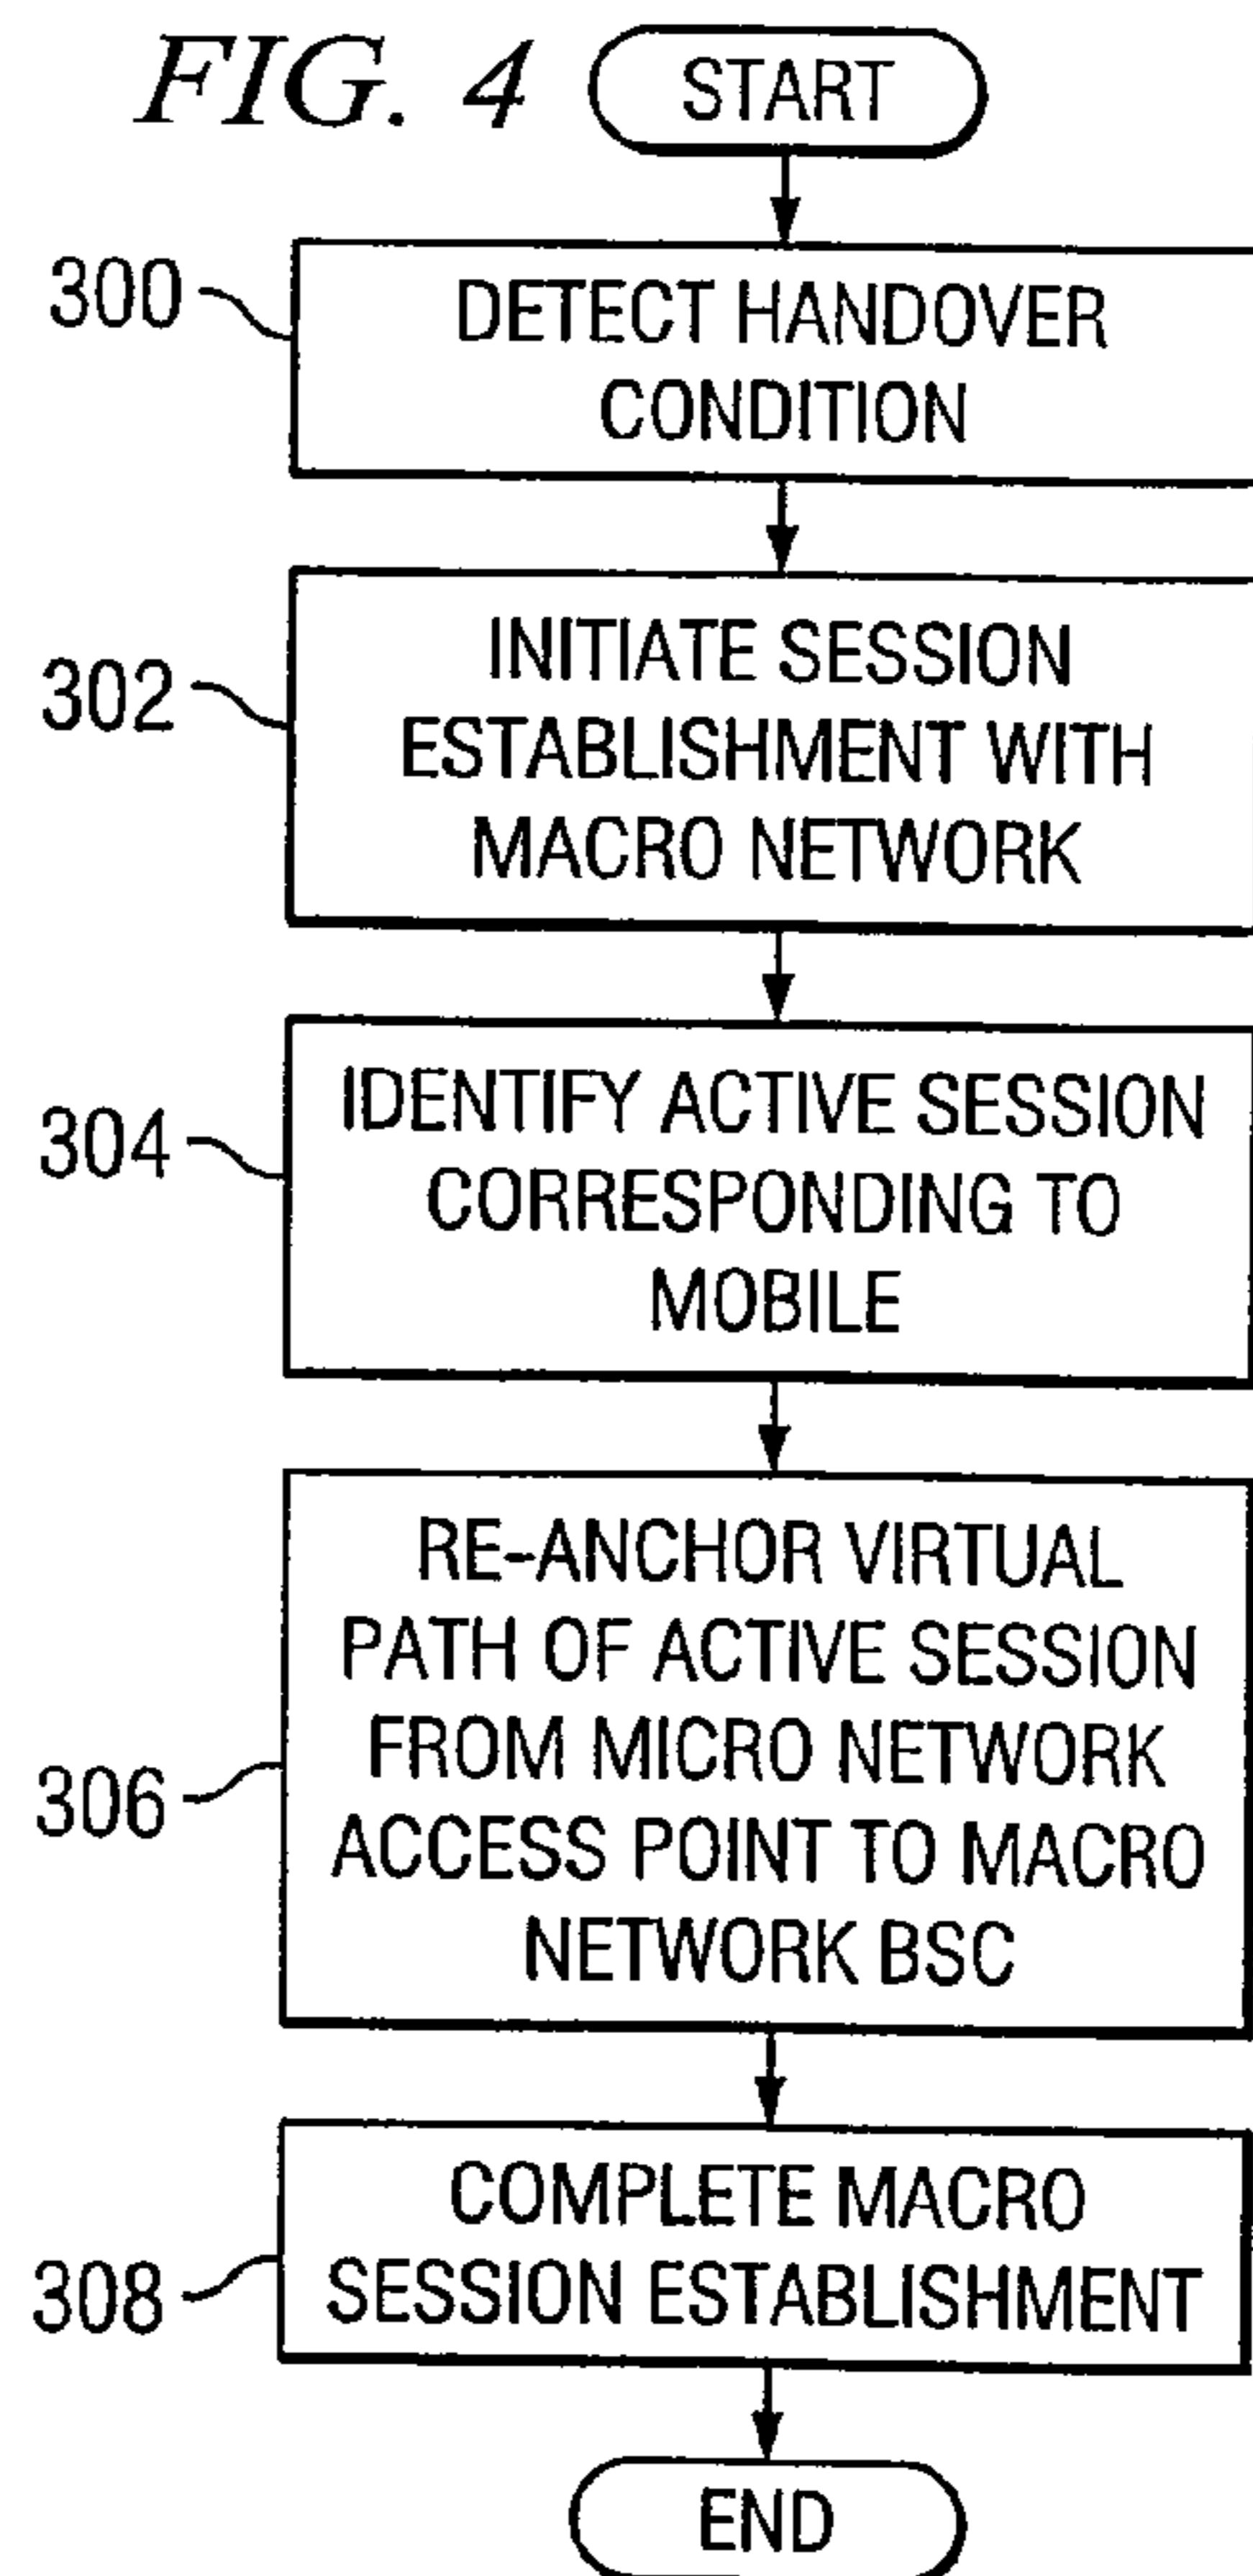 FIG. 4
START
300
DETECT HANDOVER
CONDITION
302
INITIATE SESSION
ESTABLISHMENT WITH
MACRO NETWORK
304
IDENTIFY ACTIVE SESSION
CORRESPONDING TO
MOBILE
306
RE-ANCHOR VIRTUAL
PATH OF ACTIVE SESSION
FROM MICRO NETWORK
ACCESS POINT TO MACRO
NETWORK BSC
308
COMPLETE MACRO
SESSION ESTABLISHMENT
END